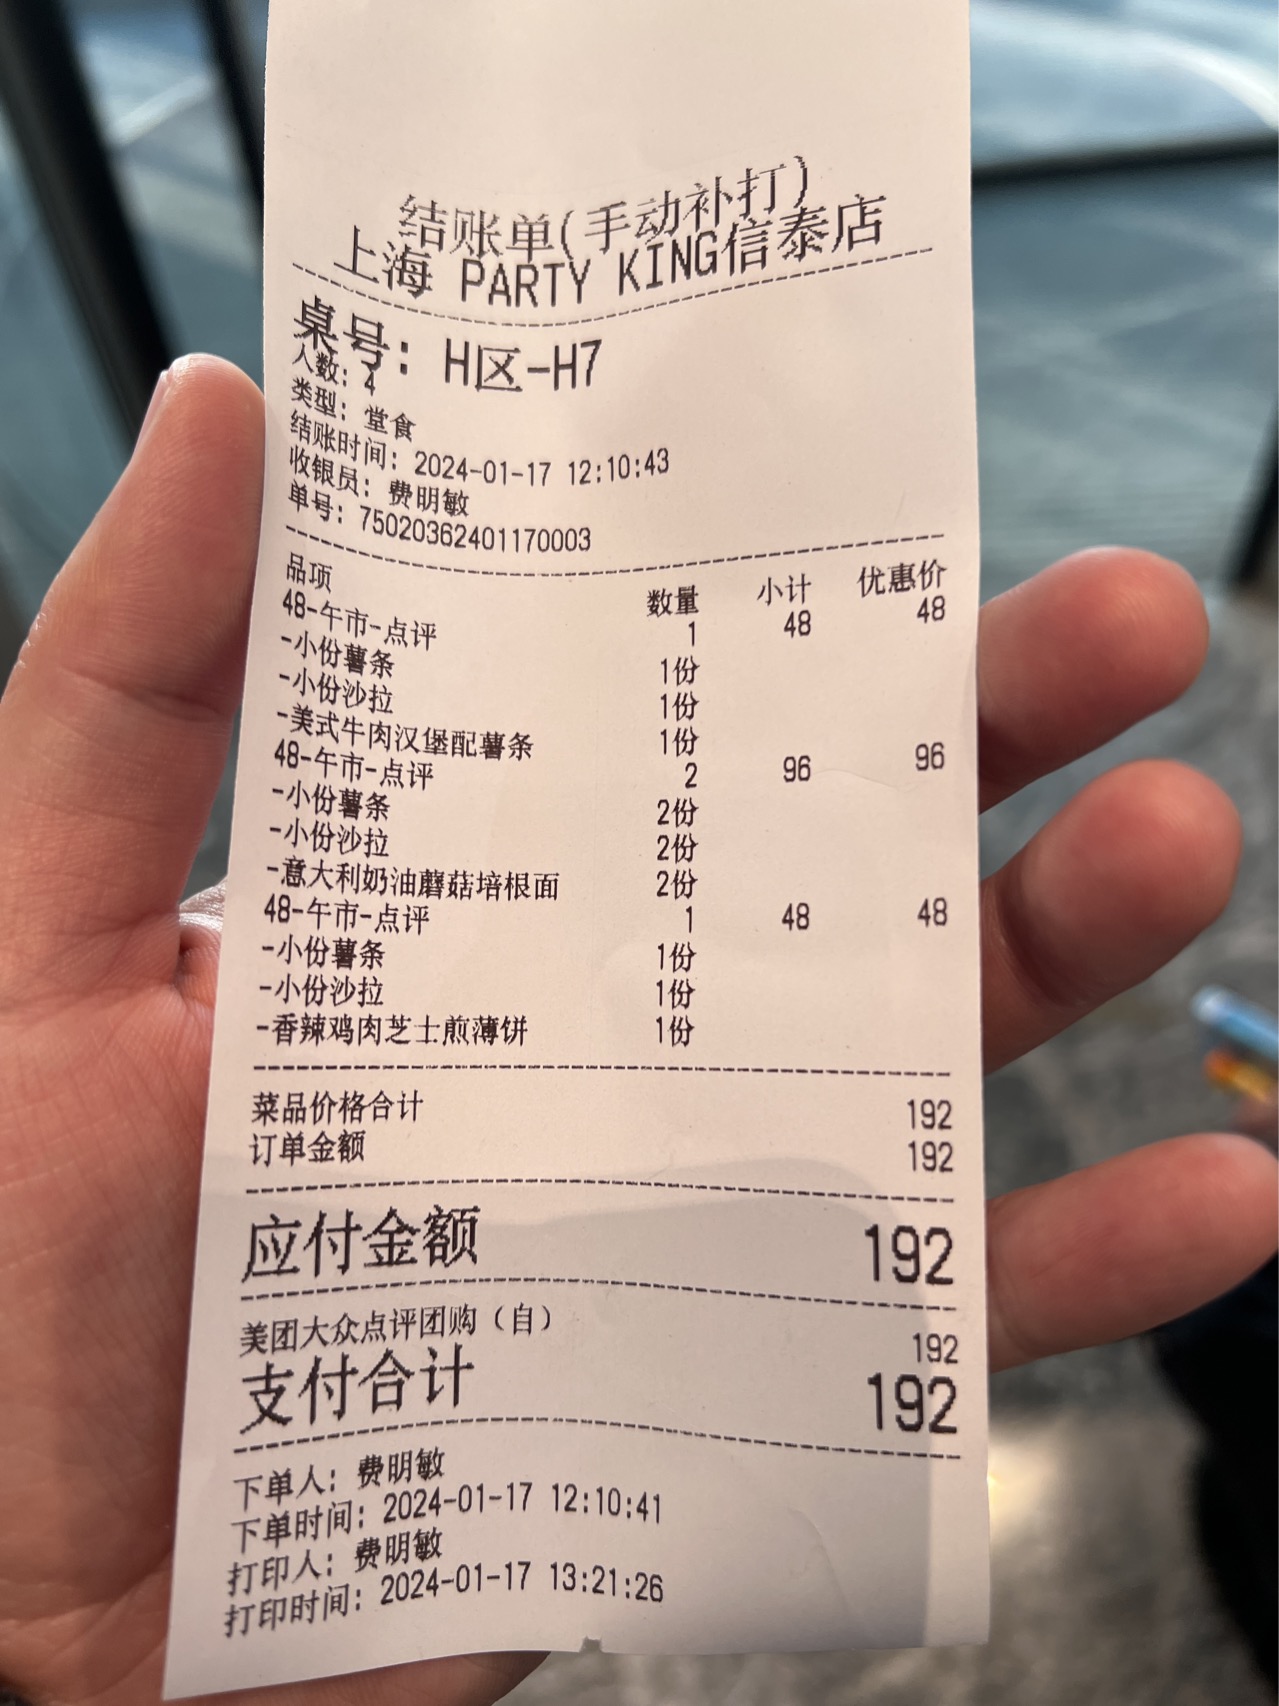 结账单(手动补打)
上海 PARTY KING信泰店
桌号: H区-H7
人数: 4
类型: 堂食
结账时间: 2024-01-17 12:10:43
收银员: 费明敏
单号: 75020362401170003
品项 数量 小计 优惠价
48-午市-点评 1 48 48
-小份薯条 1份
-小份沙拉 1份
-美式牛肉汉堡配薯条 1份
48-午市-点评 2 96 96
-小份薯条 2份
-小份沙拉 2份
-意大利奶油蘑菇培根面 2份
48-午市-点评 1 48 48
-小份薯条 1份
-小份沙拉 1份
-香辣鸡肉芝士煎薄饼 1份
菜品价格合计 192
订单金额 192
应付金额 192
美团大众点评团购（自） 192
支付合计 192
下单人: 费明敏
下单时间: 2024-01-17 12:10:41
打印人: 费明敏
打印时间: 2024-01-17 13:21:26